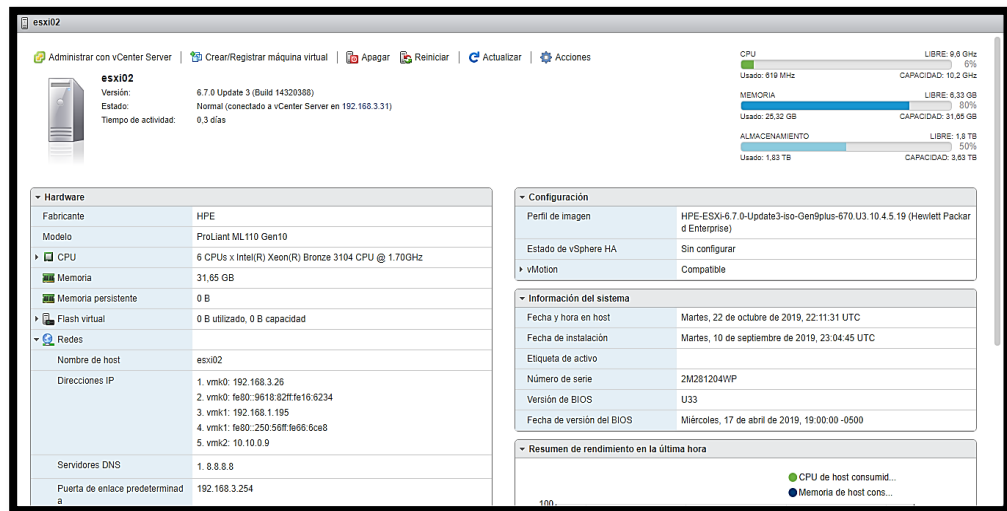 esxi02
Administrar con vCenter Server | Crear/Registrar máquina virtual | Apagar Reiniciar | Actualizar | Acciones
esxi02
Versión: 6.7.0 Update 3 (Build 14320388)
Estado: Normal (conectado a vCenter Server en 192.168.3.31)
Tiempo de actividad: 0,3 días
CPU LIBRE: 9,6 GHz
6%
Usado: 619 MHz CAPACIDAD: 10,2 GHz
MEMORIA LIBRE: 6,33 GB
80%
Usado: 25,32 GB CAPACIDAD: 31,65 GB
ALMACENAMIENTO LIBRE: 1,8 TB
50%
Usado: 1,83 TB CAPACIDAD: 3,63 TB
Hardware
Fabricante HPE
Modelo ProLiant ML110 Gen10
CPU 6 CPUs x Intel(R) Xeon(R) Bronze 3104 CPU @ 1.70GHz
Memoria 31,65 GB
Memoria persistente 0 B
Flash virtual 0 B utilizado, 0 B capacidad
Redes
Nombre de host esxi02
Direcciones IP 1. vmk0: 192.168.3.26
2. vmk0: fe80::9618:82ff:fe16:6234
3. vmk1: 192.168.1.195
4. vmk1: fe80::250:56ff:fe66:6ce8
5. vmk2: 10.10.0.9
Servidores DNS 1. 8.8.8.8
Puerta de enlace predeterminad 192.168.3.254
a
Configuración
Perfil de imagen HPE-ESXi-6.7.0-Update3-iso-Gen9plus-670.U3.10.4.5.19 (Hewlett Packar
d Enterprise)
Estado de vSphere HA Sin configurar
vMotion Compatible
Información del sistema
Fecha y hora en host Martes, 22 de octubre de 2019, 22:11:31 UTC
Fecha de instalación Martes, 10 de septiembre de 2019, 23:04:45 UTC
Etiqueta de activo
Número de serie 2M281204WP
Versión de BIOS U33
Fecha de versión del BIOS Miércoles, 17 de abril de 2019, 19:00:00 -0500
Resumen de rendimiento en la última hora
CPU de host consumid...
Memoria de host cons...
100